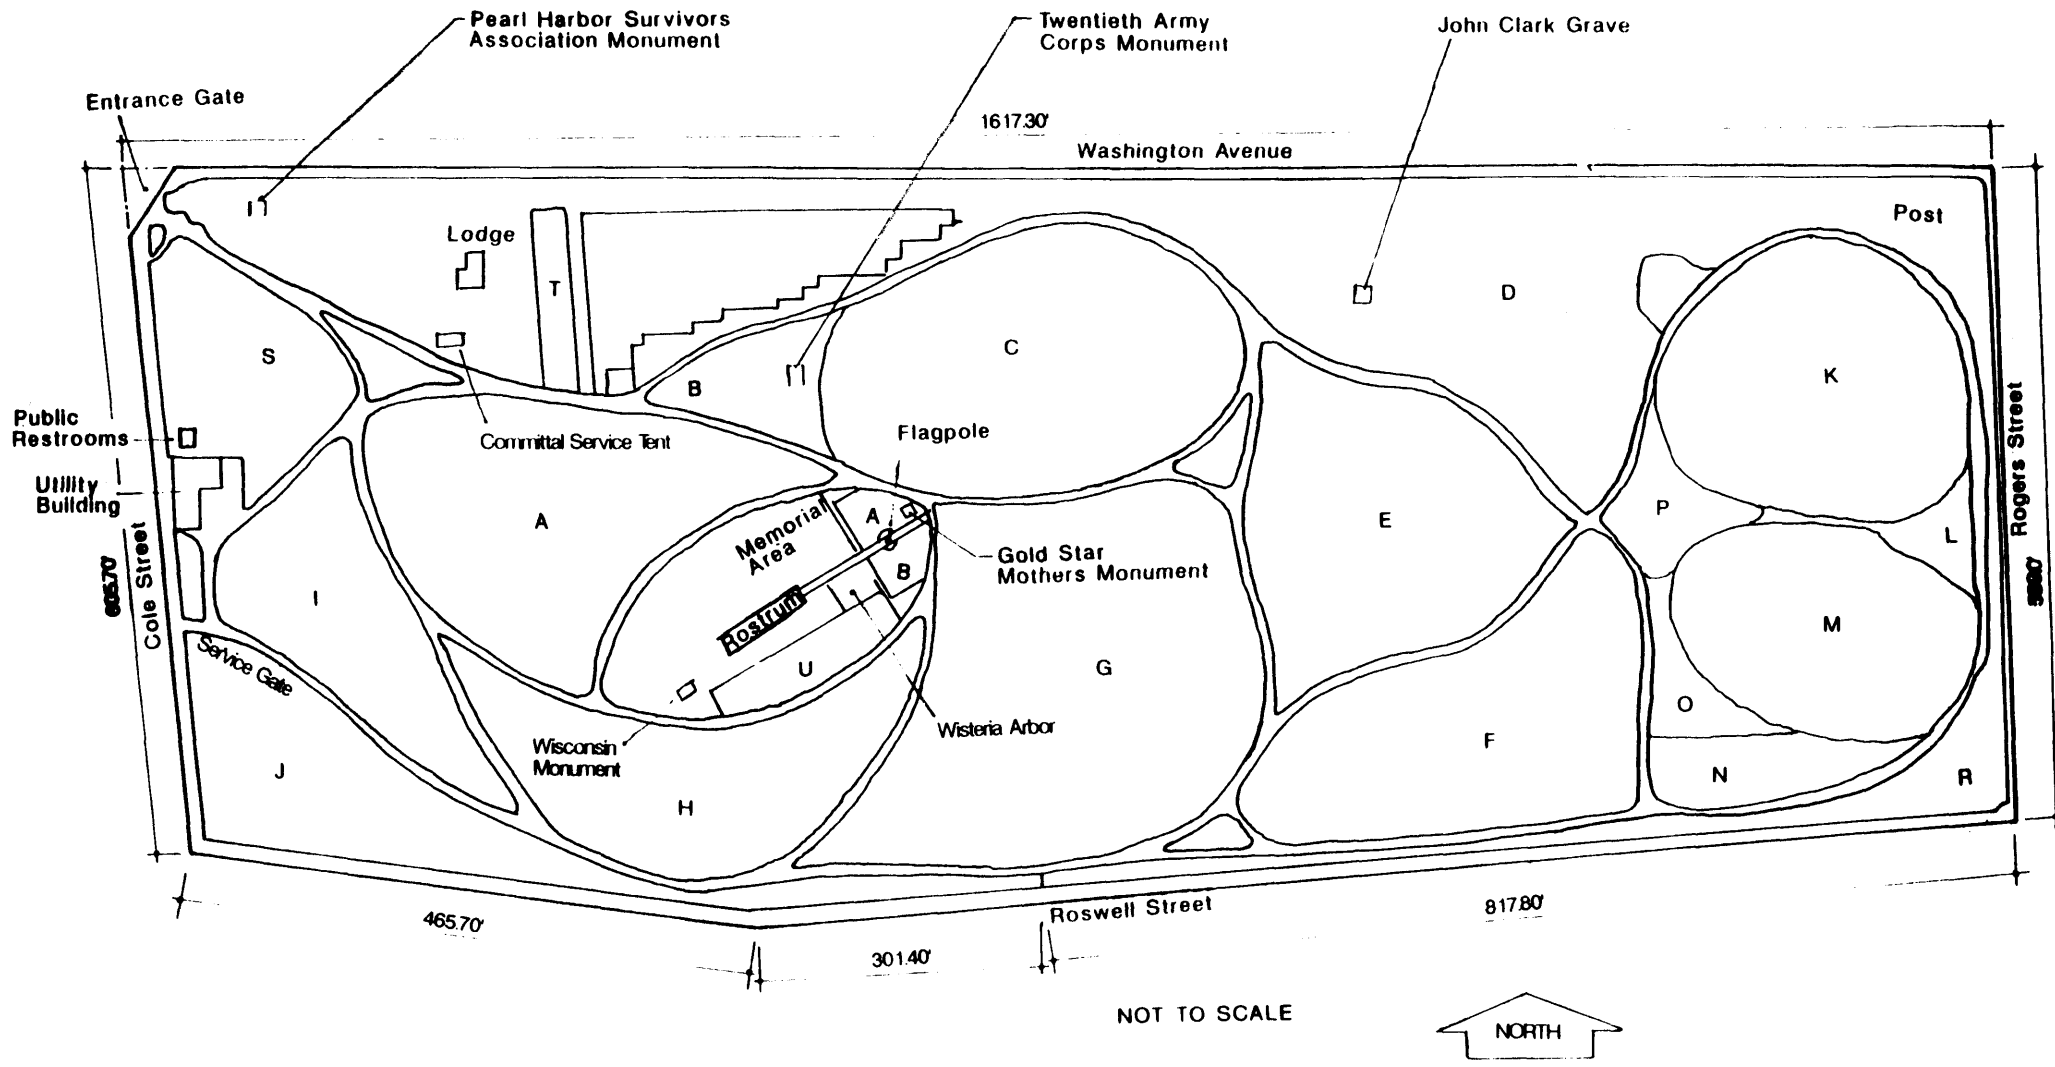 Pearl Harbor Survivors
Association Monument
Twentieth Army
Corps Monument
John Clark Grave
Entrance Gate
1617.30'
Washington Avenue
Post
Lodge
T
D
S
C
K
B
Public
Restrooms
Committal Service Tent
Flagpole
Rogers Street
Utility
Building
A
Memorial
Area
A
E
P
L
Gold Star
Mothers Monument
B
605.70'
Cole Street
I
Rostrum
M
Service Gate
U
G
O
Wisteria Arbor
Wisconsin
Monument
F
J
H
N
R
465.70'
Roswell Street
817.80'
301.40'
NOT TO SCALE
NORTH